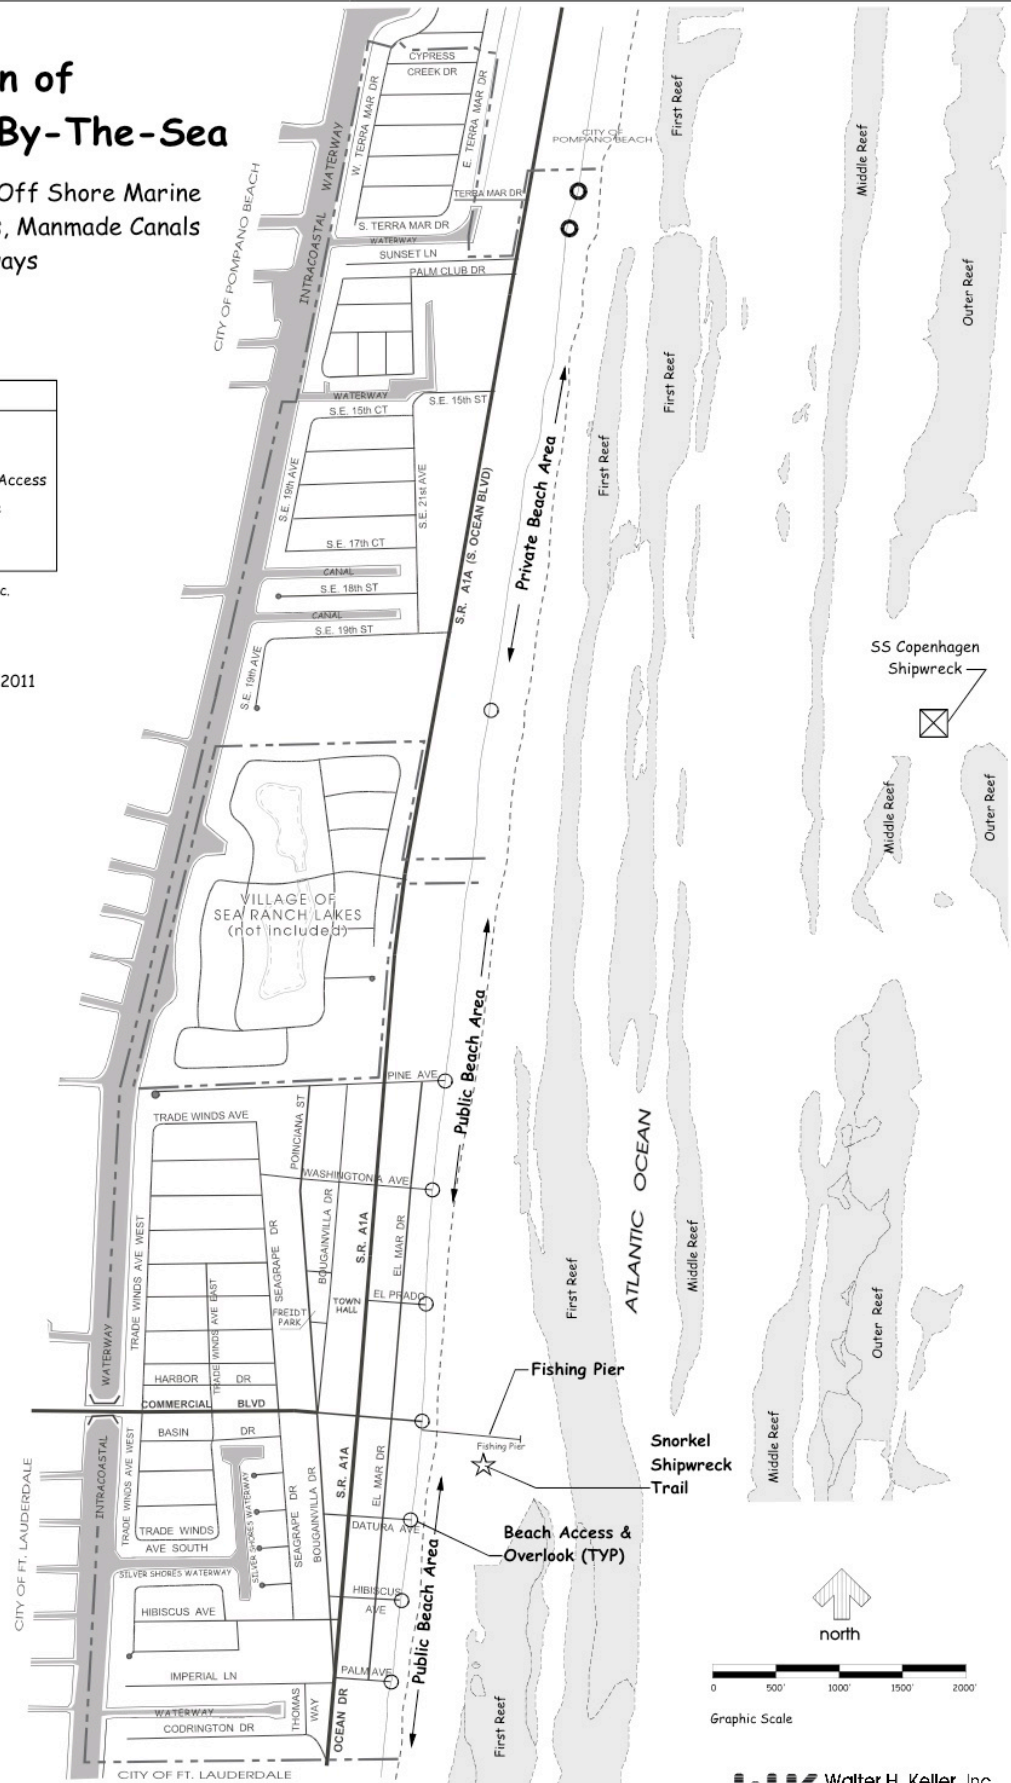 n of
By-The-Sea
Off Shore Marine
, Manmade Canals
ays
Access
c.
2011
CITY OF POMPANO BEACH
INTRACOASTAL
WATERWAY
CYPRESS
CREEK DR
W. TERRA MAR DR
E. TERRA MAR DR
TERRA MAR DR
S. TERRA MAR DR
WATERWAY
SUNSET LN
PALM CLUB DR
CITY OF
POMPANO BEACH
First Reef
Middle Reef
Outer Reef
First Reef
First Reef
WATERWAY
S.E. 15th CT
S.E. 15th ST
S.E. 19th AVE
S.E. 21st AVE
S.E. 17th CT
CANAL
S.E. 18th ST
CANAL
S.E. 19th ST
S.E. 19th AVE
S.R. A1A (S. OCEAN BLVD)
Private Beach Area
SS Copenhagen
Shipwreck
Middle Reef
Outer Reef
VILLAGE OF
SEA RANCH LAKES
(not included)
Public Beach Area
PINE AVE
TRADE WINDS AVE
POINCIANA ST
WASHINGTONIA AVE
BOUGAINVILLA DR
S.R. A1A
EL MAR DR
SEAGRAPE DR
TRADE WINDS AVE WEST
TRADE WINDS AVE EAST
EL PRADO
TOWN
HALL
FREIDT
PARK
WATERWAY
HARBOR DR
COMMERCIAL BLVD
BASIN DR
ATLANTIC OCEAN
First Reef
Middle Reef
Outer Reef
Middle Reef
Fishing Pier
Fishing Pier
Snorkel
Shipwreck
Trail
Beach Access &
Overlook (TYP)
CITY OF FT. LAUDERDALE
INTRACOASTAL
TRADE WINDS AVE WEST
TRADE WINDS
AVE SOUTH
SILVER SHORES WATERWAY
SILVER SHORES WATERWAY
SEAGRAPE DR
BOUGAINVILLA DR
S.R. A1A
EL MAR DR
DATURA AVE
HIBISCUS
AVE
HIBISCUS AVE
IMPERIAL LN
PALM AVE
WATERWAY
CODRINGTON DR
THOMAS
WAY
OCEAN DR
Public Beach Area
First Reef
CITY OF FT. LAUDERDALE
north
0 500' 1000' 1500' 2000'
Graphic Scale
Walter H. Keller, Inc.